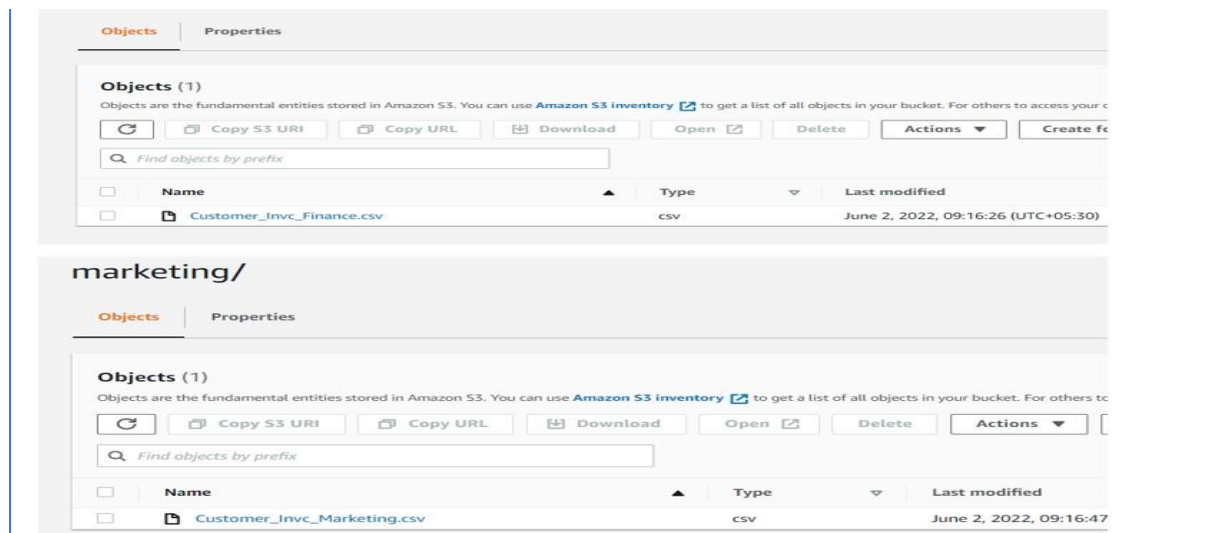 Objects Properties
Objects (1)
Objects are the fundamental entities stored in Amazon S3. You can use Amazon S3 inventory to get a list of all objects in your bucket. For others to access your
Copy S3 URI Copy URL Download Open Delete Actions Create
Find objects by prefix
Name Type Last modified
Customer_Invc_Finance.csv csv June 2, 2022, 09:16:26 (UTC+05:30)
marketing/
Objects Properties
Objects (1)
Objects are the fundamental entities stored in Amazon S3. You can use Amazon S3 inventory to get a list of all objects in your bucket. For others
Copy S3 URI Copy URL Download Open Delete Actions
Find objects by prefix
Name Type Last modified
Customer_Invc_Marketing.csv csv June 2, 2022, 09:16:47